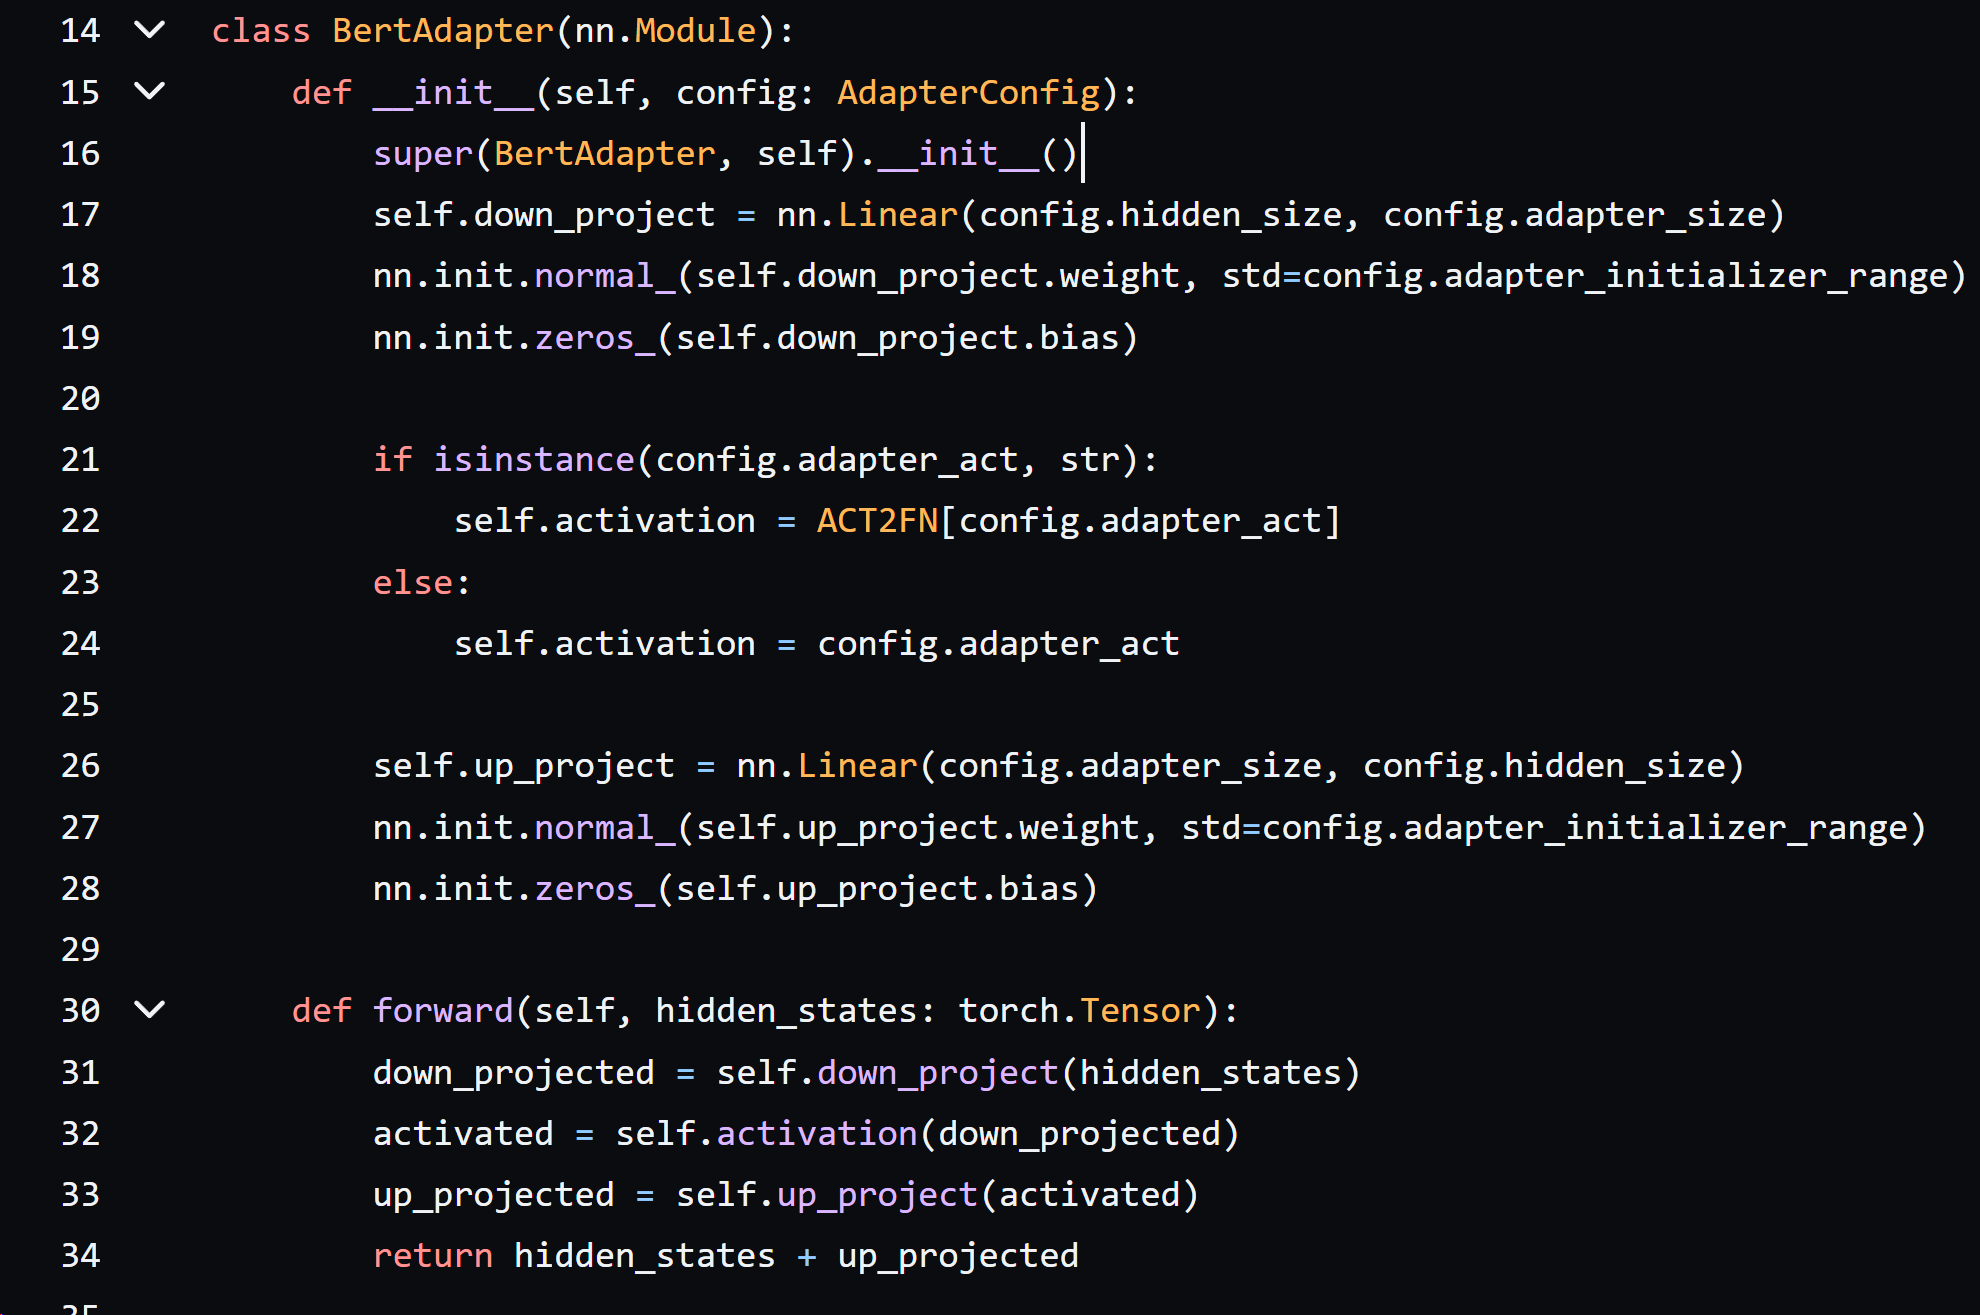 14 class BertAdapter(nn.Module):
15     def __init__(self, config: AdapterConfig):
16         super(BertAdapter, self).__init__()
17         self.down_project = nn.Linear(config.hidden_size, config.adapter_size)
18         nn.init.normal_(self.down_project.weight, std=config.adapter_initializer_range)
19         nn.init.zeros_(self.down_project.bias)
20
21         if isinstance(config.adapter_act, str):
22             self.activation = ACT2FN[config.adapter_act]
23         else:
24             self.activation = config.adapter_act
25
26         self.up_project = nn.Linear(config.adapter_size, config.hidden_size)
27         nn.init.normal_(self.up_project.weight, std=config.adapter_initializer_range)
28         nn.init.zeros_(self.up_project.bias)
29
30     def forward(self, hidden_states: torch.Tensor):
31         down_projected = self.down_project(hidden_states)
32         activated = self.activation(down_projected)
33         up_projected = self.up_project(activated)
34         return hidden_states + up_projected
35